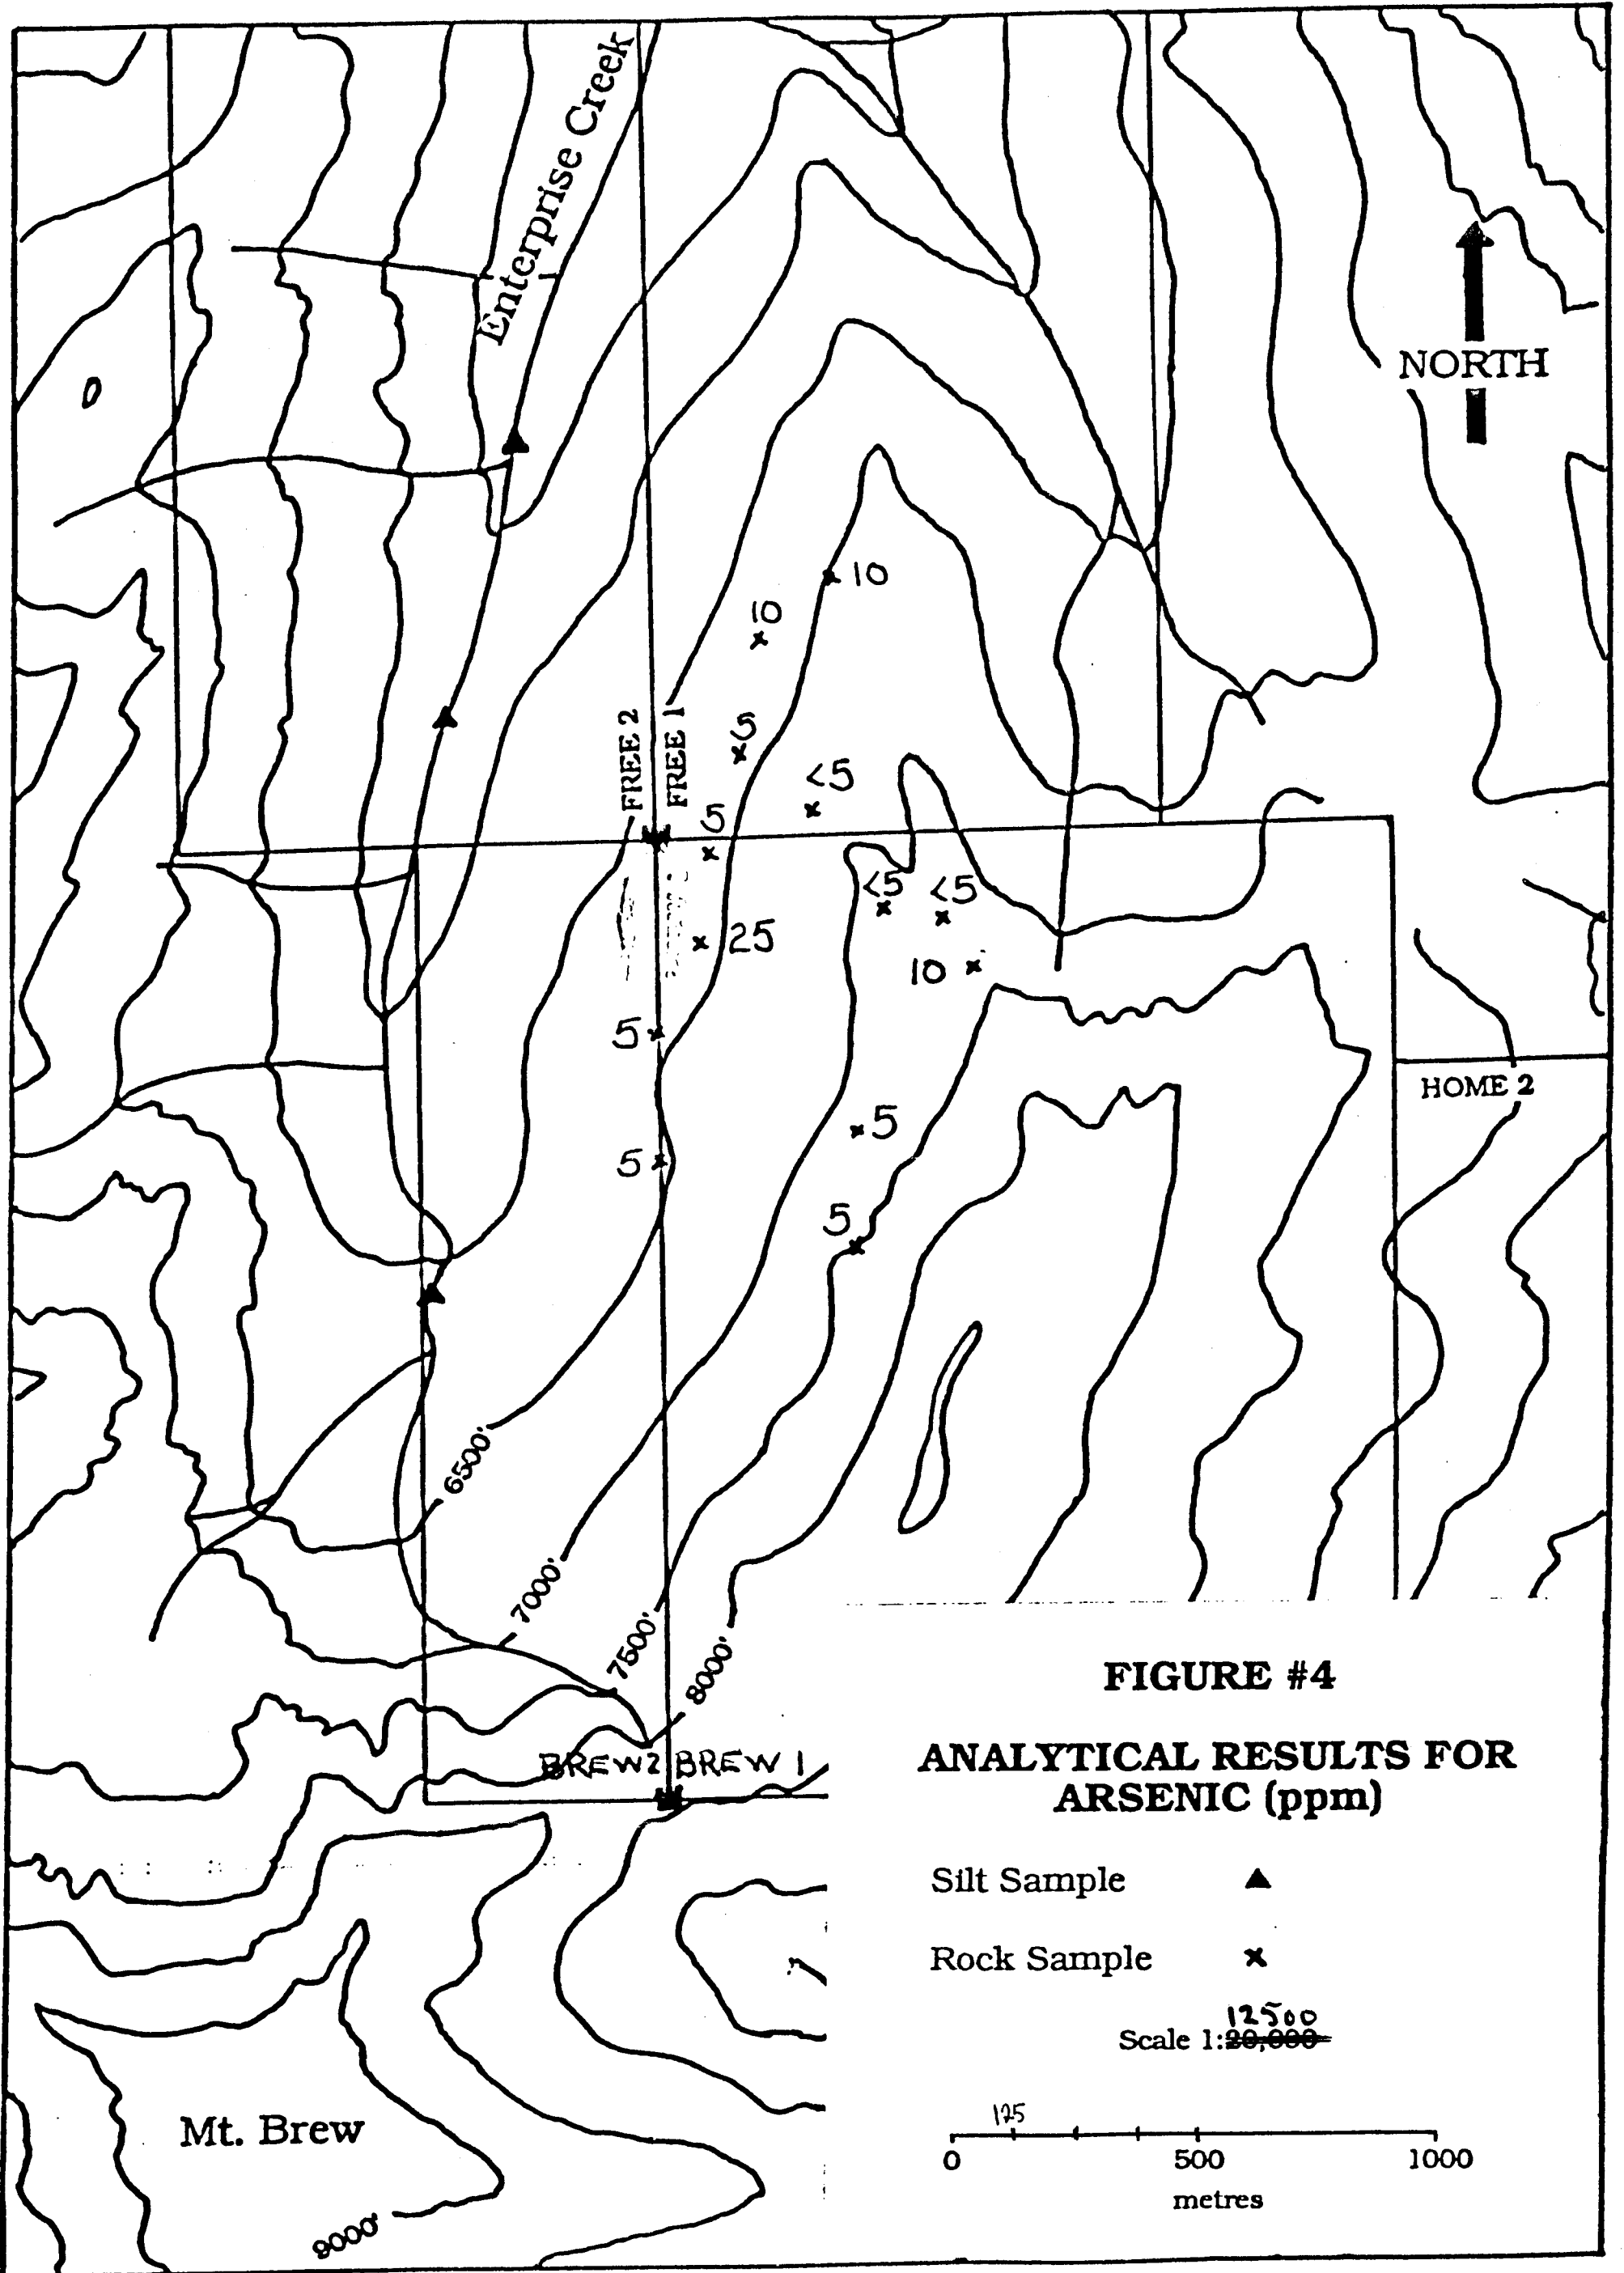 Enterprise Creek
NORTH
10
10
5
<5
5
FREE 2
FREE 1
<5
<5
25
10
5
HOME 2
5
5
5
6500'
7000'
7500'
8000'
BREW 2
BREW 1
FIGURE #4
ANALYTICAL RESULTS FOR
ARSENIC (ppm)
Silt Sample
Rock Sample
12500
Scale 1:20,000
125
0 500 1000
metres
Mt. Brew
9000'